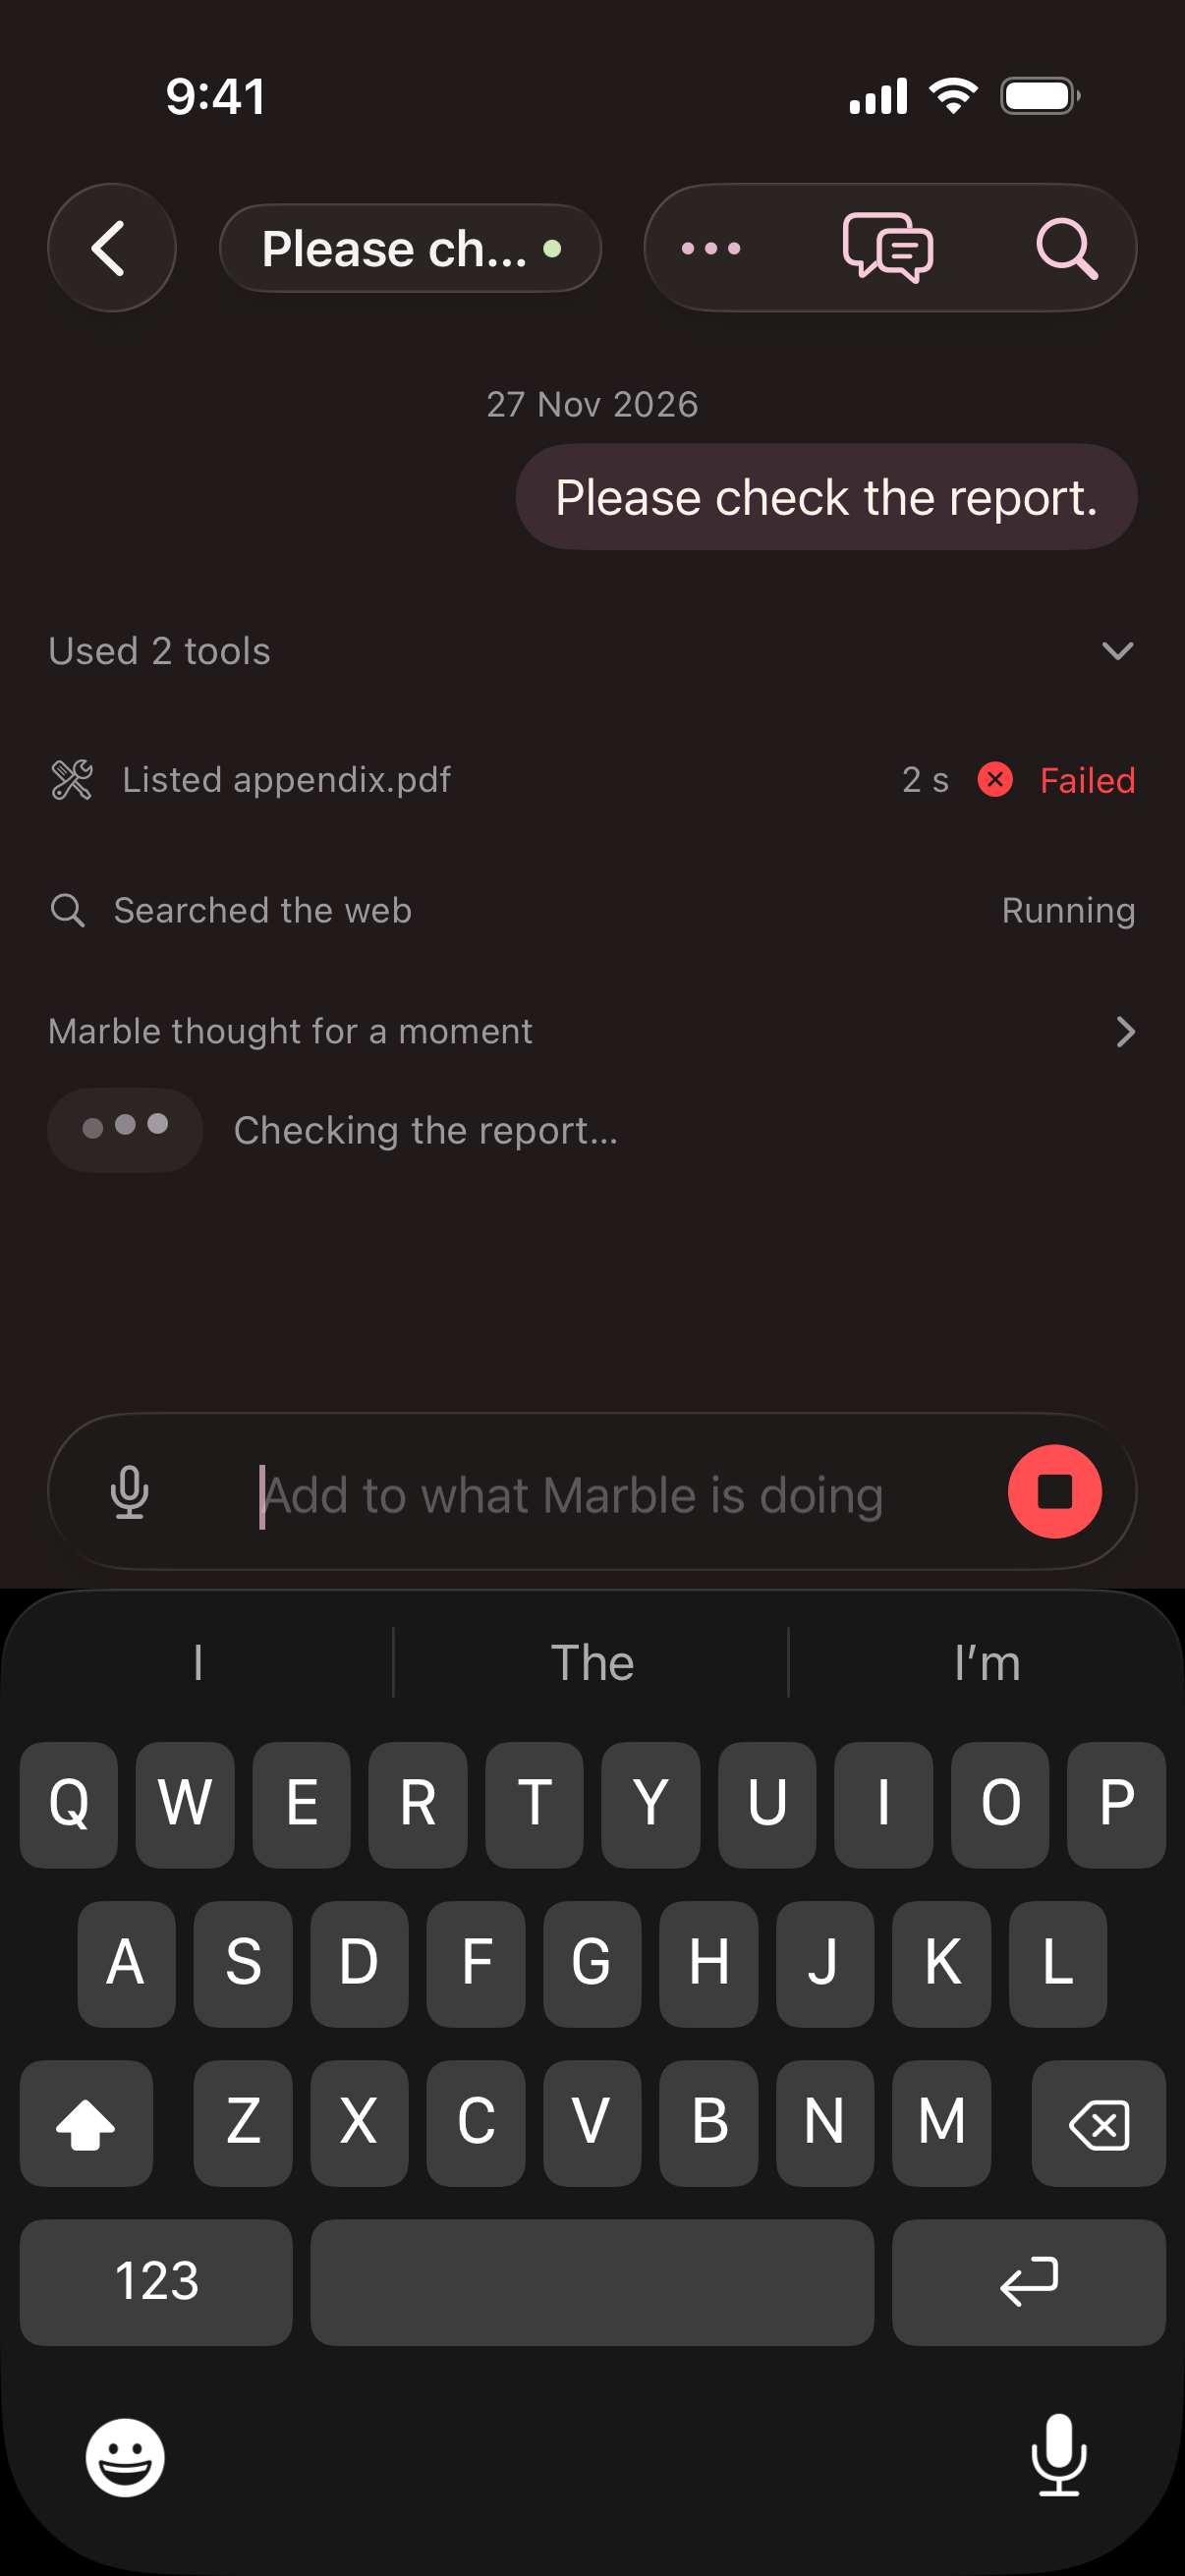 9:41
Please ch...
27 Nov 2026
Please check the report.
Used 2 tools
Listed appendix.pdf 2 s Failed
Searched the web Running
Marble thought for a moment
Checking the report...
Add to what Marble is doing
I The I’m
Q W E R T Y U I O P
A S D F G H J K L
Z X C V B N M
123